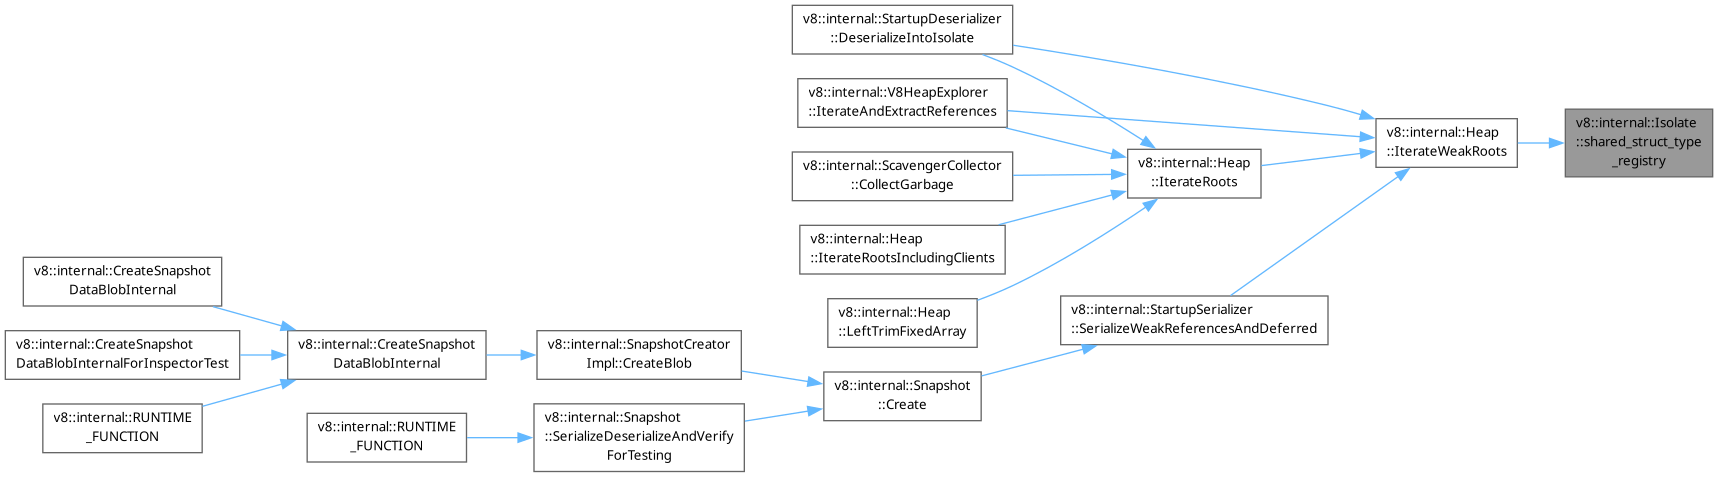 v8::internal::StartupDeserializer
::DeserializeIntoIsolate
v8::internal::V8HeapExplorer
::IterateAndExtractReferences
v8::internal::ScavengerCollector
::CollectGarbage
v8::internal::Heap
::IterateRootsIncludingClients
v8::internal::Heap
::LeftTrimFixedArray
v8::internal::Heap
::IterateRoots
v8::internal::Heap
::IterateWeakRoots
v8::internal::Isolate
::shared_struct_type
_registry
v8::internal::StartupSerializer
::SerializeWeakReferencesAndDeferred
v8::internal::Snapshot
::Create
v8::internal::SnapshotCreator
Impl::CreateBlob
v8::internal::Snapshot
::SerializeDeserializeAndVerify
ForTesting
v8::internal::CreateSnapshot
DataBlobInternal
v8::internal::RUNTIME
_FUNCTION
v8::internal::CreateSnapshot
DataBlobInternal
v8::internal::CreateSnapshot
DataBlobInternalForInspectorTest
v8::internal::RUNTIME
_FUNCTION